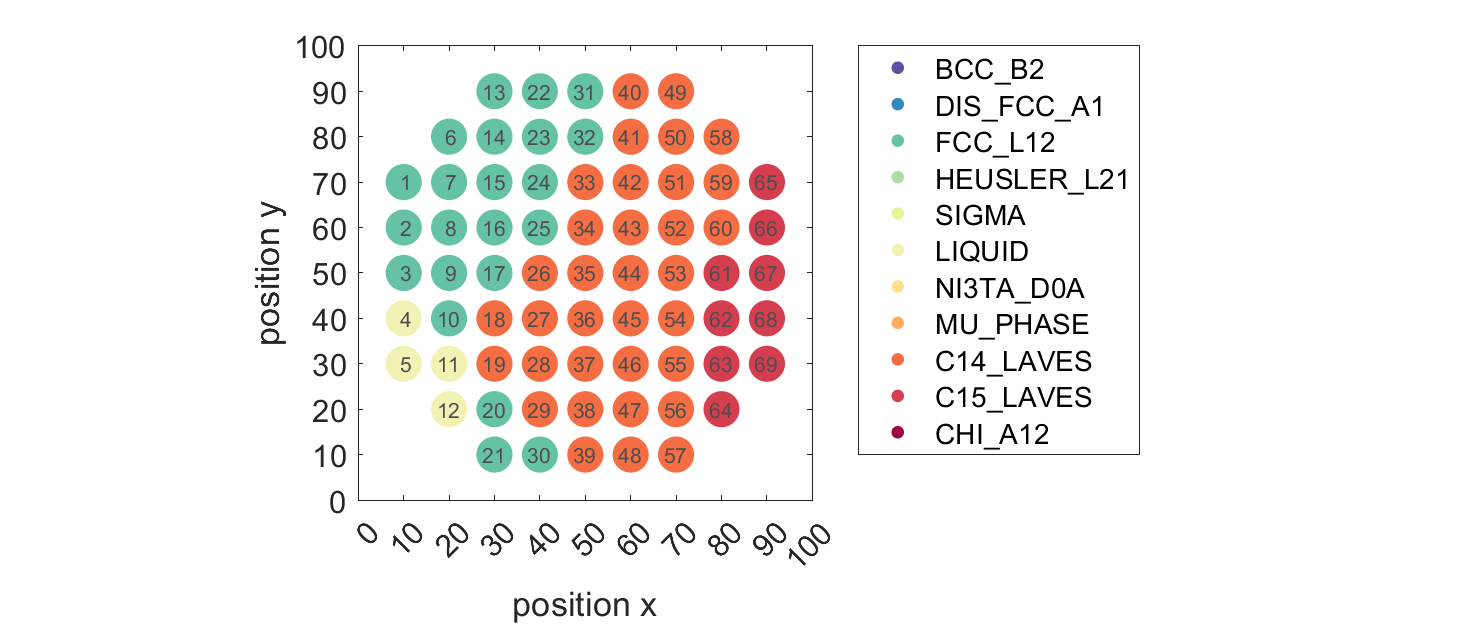 100
90
80
70
60
50
40
30
20
10
0
position y
13 22 31 40 49
6 14 23 32 41 50 58
1 7 15 24 33 42 51 59 65
2 8 16 25 34 43 52 60 66
3 9 17 26 35 44 53 61 67
4 10 18 27 36 45 54 62 68
5 11 19 28 37 46 55 63 69
12 20 29 38 47 56 64
21 30 39 48 57
0 10 20 30 40 50 60 70 80 90 100
position x
BCC_B2
DIS_FCC_A1
FCC_L12
HEUSLER_L21
SIGMA
LIQUID
NI3TA_D0A
MU_PHASE
C14_LAVES
C15_LAVES
CHI_A12